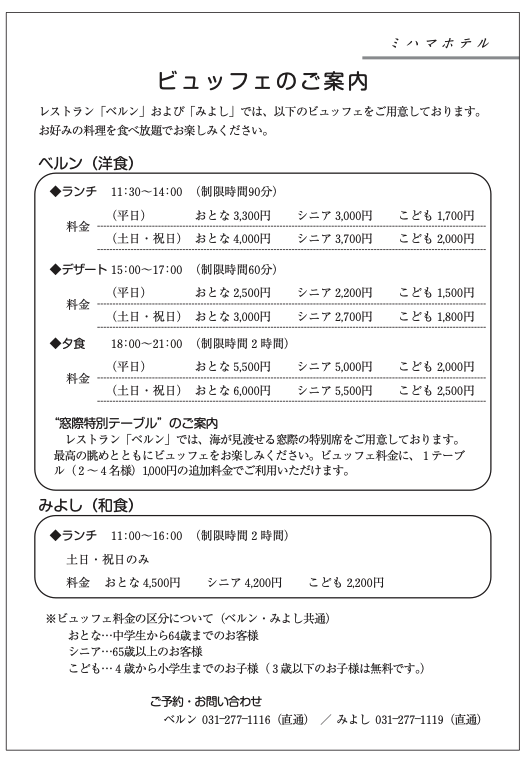 ミハマホテル
ビュッフェのご案内
レストラン「ベルン」および「みよし」では、以下のビュッフェをご用意しております。
お好みの料理を食べ放題でお楽しみください。
ベルン（洋食）
◆ランチ 11:30～14:00 （制限時間90分）
料金 （平日） おとな 3,300円 シニア 3,000円 こども 1,700円
（土日・祝日） おとな 4,000円 シニア 3,700円 こども 2,000円
◆デザート 15:00～17:00 （制限時間60分）
料金 （平日） おとな 2,500円 シニア 2,200円 こども 1,500円
（土日・祝日） おとな 3,000円 シニア 2,700円 こども 1,800円
◆夕食 18:00～21:00 （制限時間２時間）
料金 （平日） おとな 5,500円 シニア 5,000円 こども 2,000円
（土日・祝日） おとな 6,000円 シニア 5,500円 こども 2,500円
“窓際特別テーブル”のご案内
レストラン「ベルン」では、海が見渡せる窓際の特別席をご用意しております。
最高の眺めとともにビュッフェをお楽しみください。ビュッフェ料金に、１テーブ
ル（２～４名様）1,000円の追加料金でご利用いただけます。
みよし（和食）
◆ランチ 11:00～16:00 （制限時間２時間）
土日・祝日のみ
料金 おとな 4,500円 シニア 4,200円 こども 2,200円
※ビュッフェ料金の区分について（ベルン・みよし共通）
おとな…中学生から64歳までのお客様
シニア…65歳以上のお客様
こども…４歳から小学生までのお子様（３歳以下のお子様は無料です。）
ご予約・お問い合わせ
ベルン 031-277-1116（直通） ／ みよし 031-277-1119（直通）